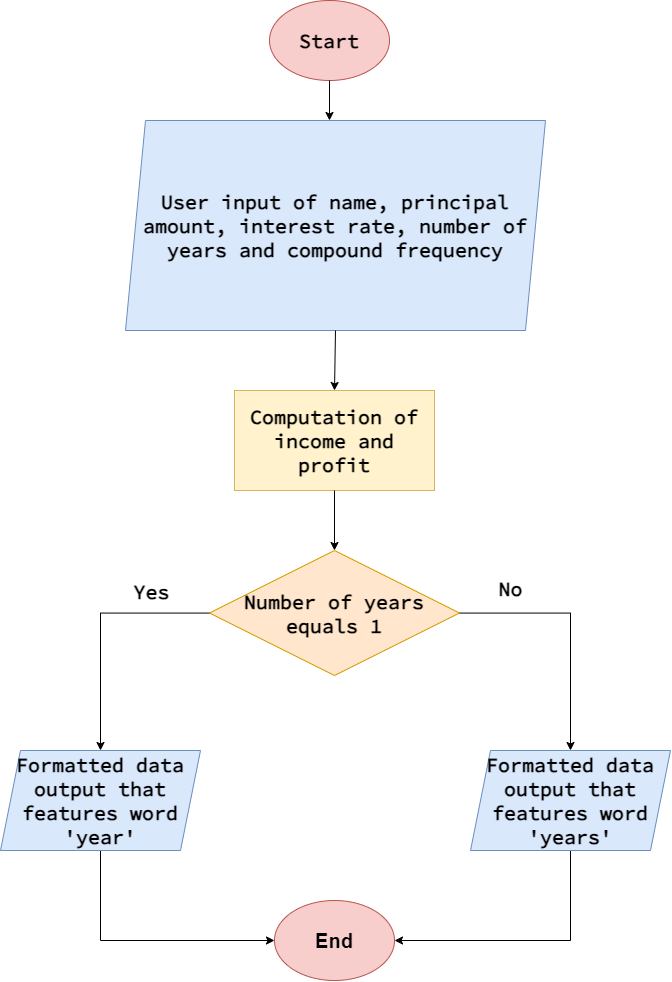 Start
User input of name, principal
amount, interest rate, number of
years and compound frequency
Computation of
income and
profit
Yes
No
Number of years
equals 1
Formatted data
output that
features word
'year'
Formatted data
output that
features word
'years'
End